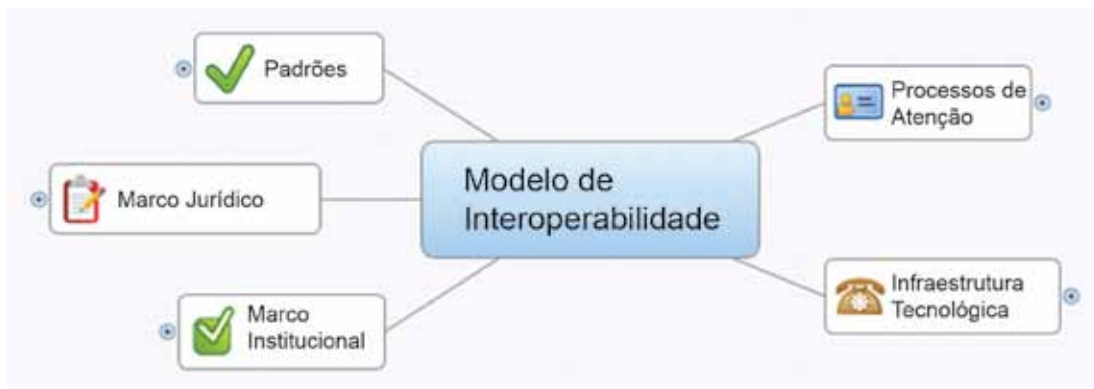 Padrões
Marco Jurídico
Marco
Institucional
Modelo de
Interoperabilidade
Processos de
Atenção
Infraestrutura
Tecnológica